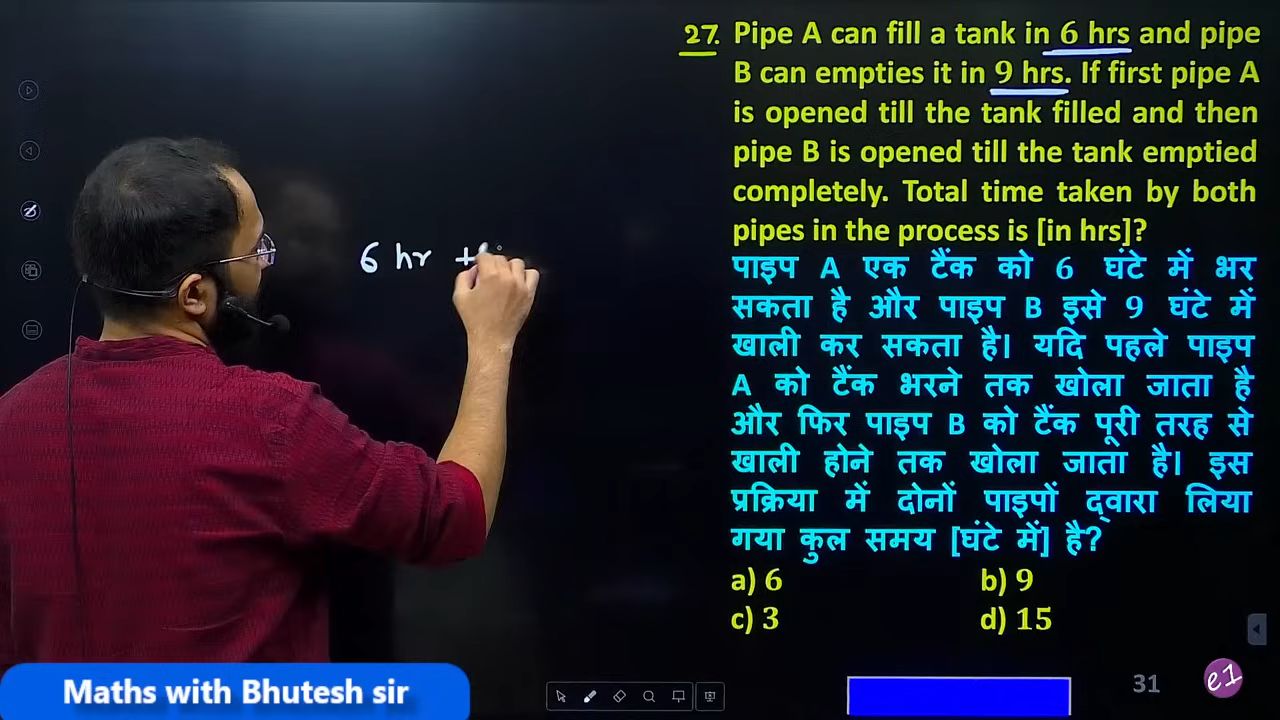 27. Pipe A can fill a tank in 6 hrs and pipe
B can empties it in 9 hrs. If first pipe A
is opened till the tank filled and then
pipe B is opened till the tank emptied
completely. Total time taken by both
pipes in the process is [in hrs]?
6 hr +
पाइप A एक टैंक को 6 घंटे में भर
सकता है और पाइप B इसे 9 घंटे में
खाली कर सकता है। यदि पहले पाइप
A को टैंक भरने तक खोला जाता है
और फिर पाइप B को टैंक पूरी तरह से
खाली होने तक खोला जाता है। इस
प्रक्रिया में दोनों पाइपों द्वारा लिया
गया कुल समय [घंटे में] है?
a) 6 b) 9
c) 3 d) 15
Maths with Bhutesh sir
31 e1